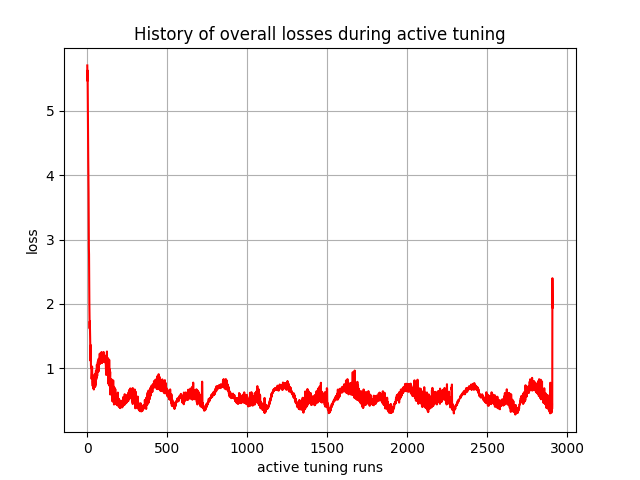 History of overall losses during active tuning
5
4
3
2
1
loss
0 500 1000 1500 2000 2500 3000
active tuning runs